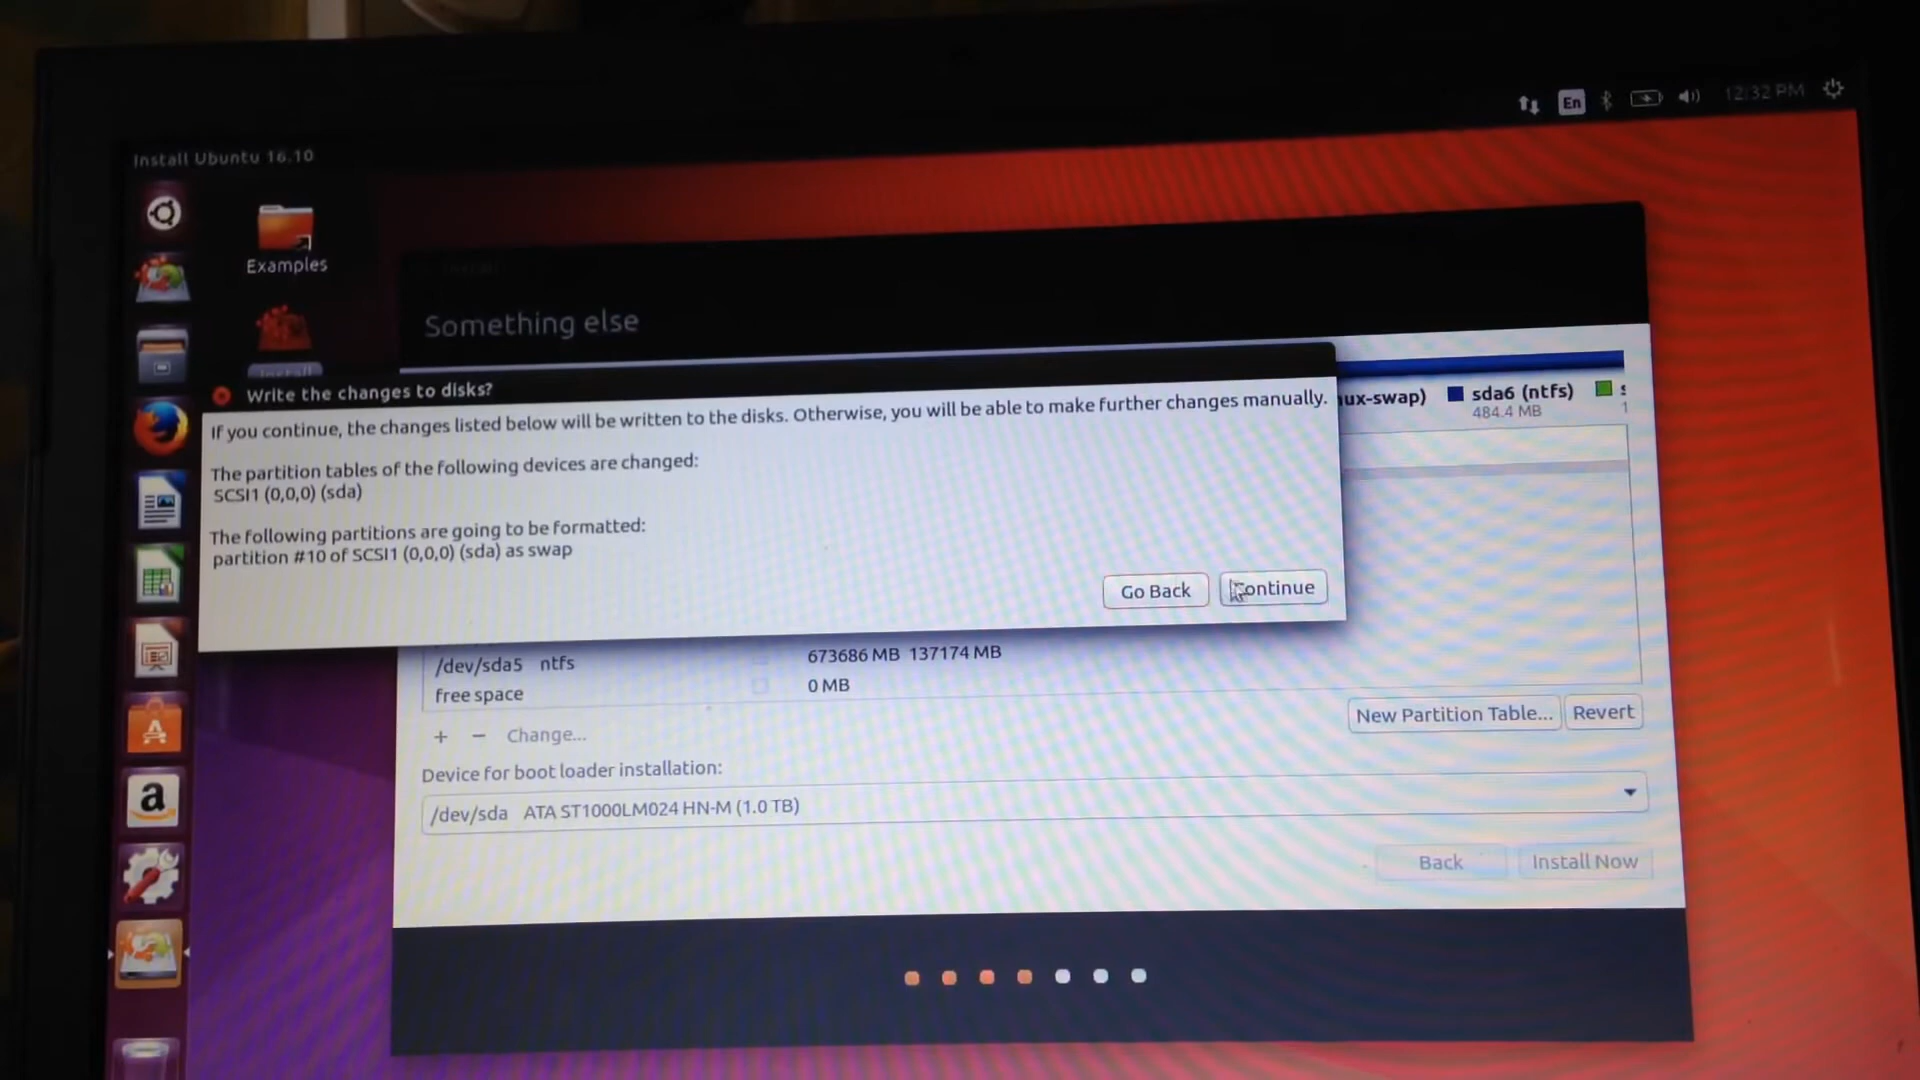 Install Ubuntu 16.10
En
12:32 PM
Examples
Install
Something else
Write the changes to disks?
If you continue, the changes listed below will be written to the disks. Otherwise, you will be able to make further changes manually.
The partition tables of the following devices are changed:
SCSI1 (0,0,0) (sda)
The following partitions are going to be formatted:
partition #10 of SCSI1 (0,0,0) (sda) as swap
Go Back
Continue
ux-swap)
sda6 (ntfs)
484.4 MB
/dev/sda5 ntfs 673686 MB 137174 MB
free space 0 MB
+ − Change...
New Partition Table... Revert
Device for boot loader installation:
/dev/sda ATA ST1000LM024 HN-M (1.0 TB)
Back
Install Now